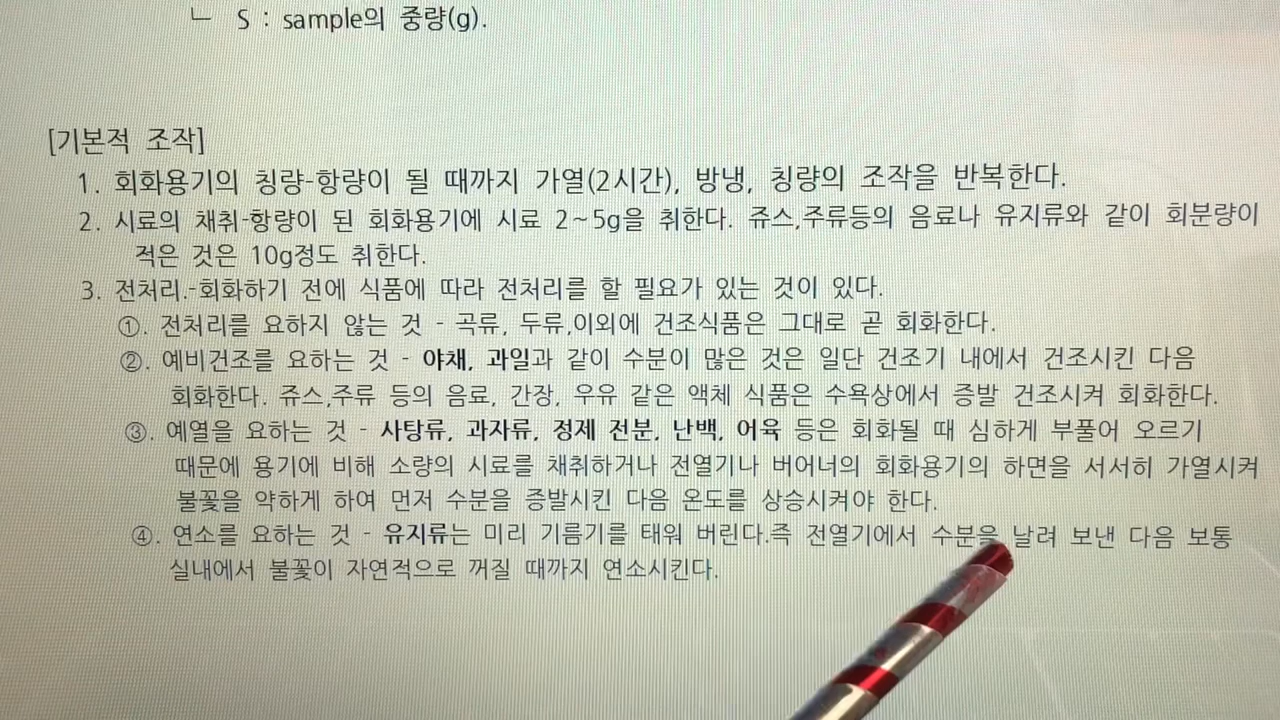 ㄴ S : sample의 중량(g).
[기본적 조작]
1. 회화용기의 칭량-항량이 될 때까지 가열(2시간), 방냉, 칭량의 조작을 반복한다.
2. 시료의 채취-항량이 된 회화용기에 시료 2~5g을 취한다. 쥬스,주류등의 음료나 유지류와 같이 회분량이
적은 것은 10g정도 취한다.
3. 전처리.-회화하기 전에 식품에 따라 전처리를 할 필요가 있는 것이 있다.
①. 전처리를 요하지 않는 것 - 곡류, 두류,이외에 건조식품은 그대로 곧 회화한다.
②. 예비건조를 요하는 것 - 야채, 과일과 같이 수분이 많은 것은 일단 건조기 내에서 건조시킨 다음
회화한다. 쥬스,주류 등의 음료, 간장, 우유 같은 액체 식품은 수욕상에서 증발 건조시켜 회화한다.
③. 예열을 요하는 것 - 사탕류, 과자류, 정제 전분, 난백, 어육 등은 회화될 때 심하게 부풀어 오르기
때문에 용기에 비해 소량의 시료를 채취하거나 전열기나 버어너의 회화용기의 하면을 서서히 가열시켜
불꽃을 약하게 하여 먼저 수분을 증발시킨 다음 온도를 상승시켜야 한다.
④. 연소를 요하는 것 - 유지류는 미리 기름기를 태워 버린다.즉 전열기에서 수분을 날려 보낸 다음 보통
실내에서 불꽃이 자연적으로 꺼질 때까지 연소시킨다.